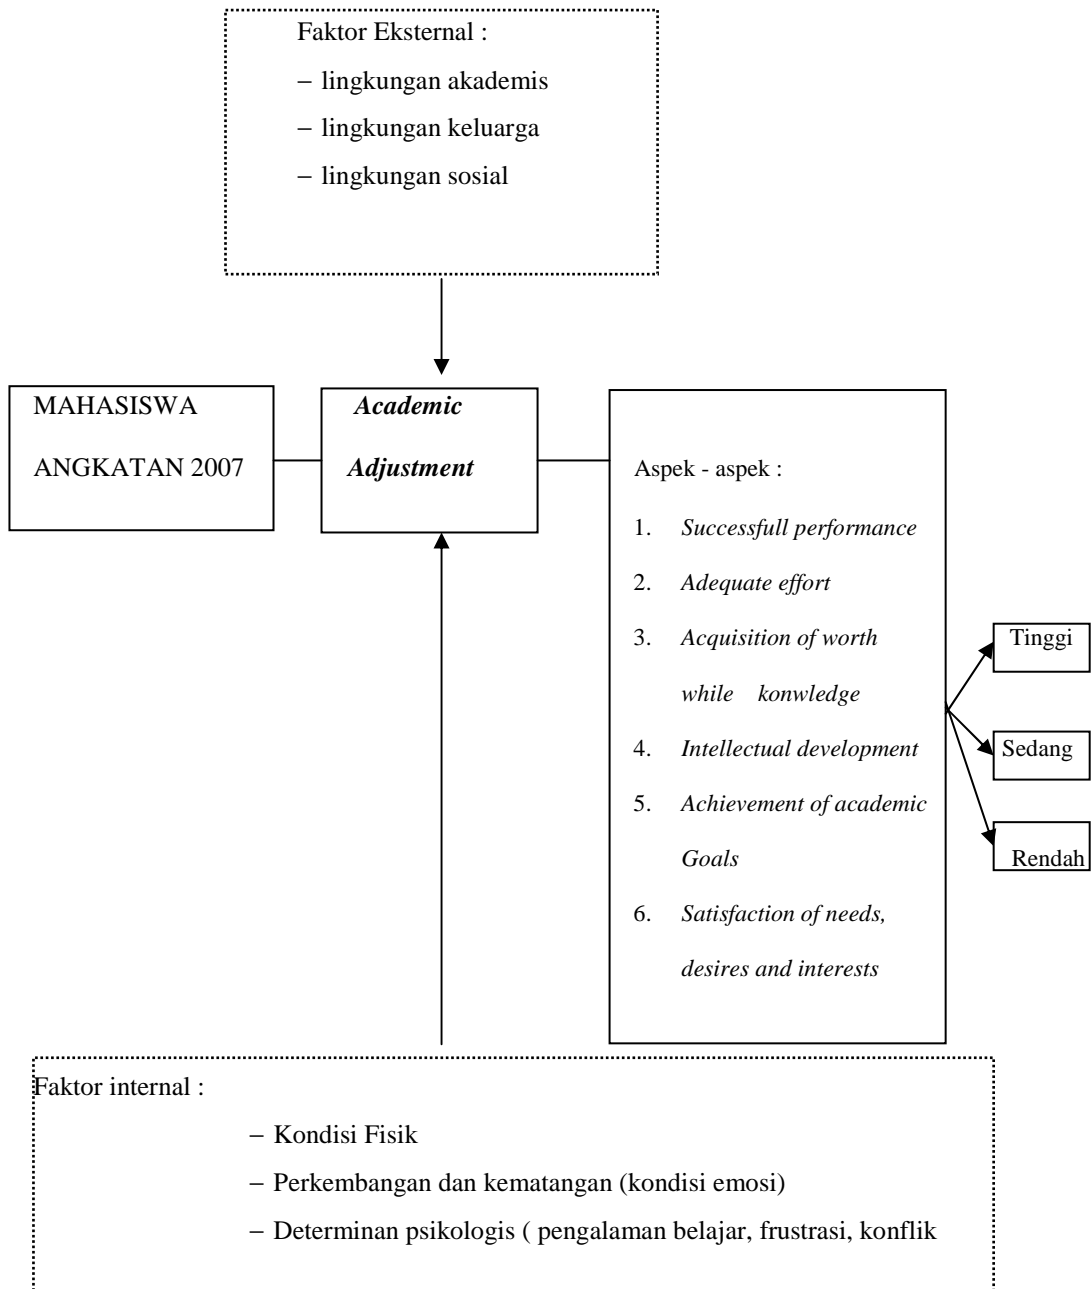 Faktor Eksternal :
− lingkungan akademis
− lingkungan keluarga
− lingkungan sosial
MAHASISWA
ANGKATAN 2007
Academic
Adjustment
Aspek - aspek :
1. Successfull performance
2. Adequate effort
3. Acquisition of worth
while konwledge
4. Intellectual development
5. Achievement of academic
Goals
6. Satisfaction of needs,
desires and interests
Tinggi
Sedang
Rendah
Faktor internal :
− Kondisi Fisik
− Perkembangan dan kematangan (kondisi emosi)
− Determinan psikologis ( pengalaman belajar, frustrasi, konflik